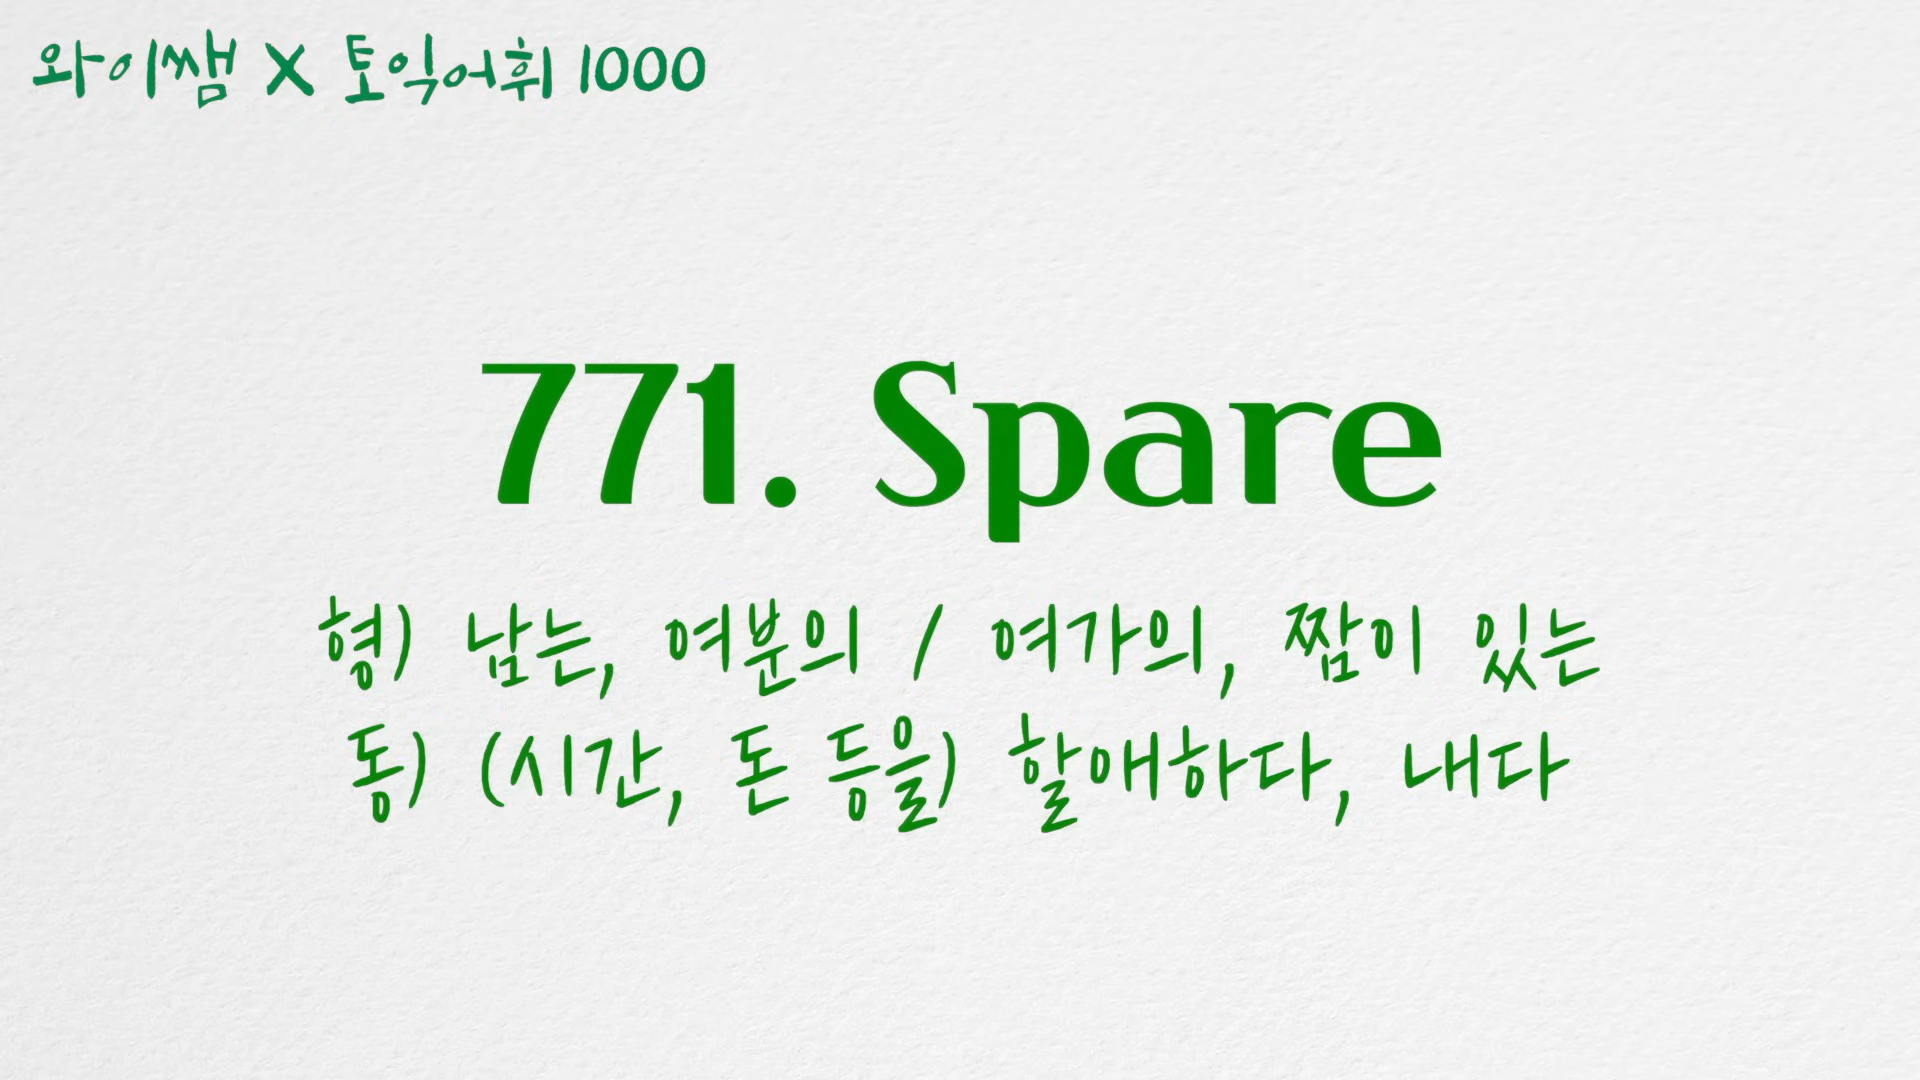 와이쌤 X 토익어휘 1000
771. Spare
형) 남는, 여분의 / 여가의, 짬이 있는
동) (시간, 돈 등을) 할애하다, 내다